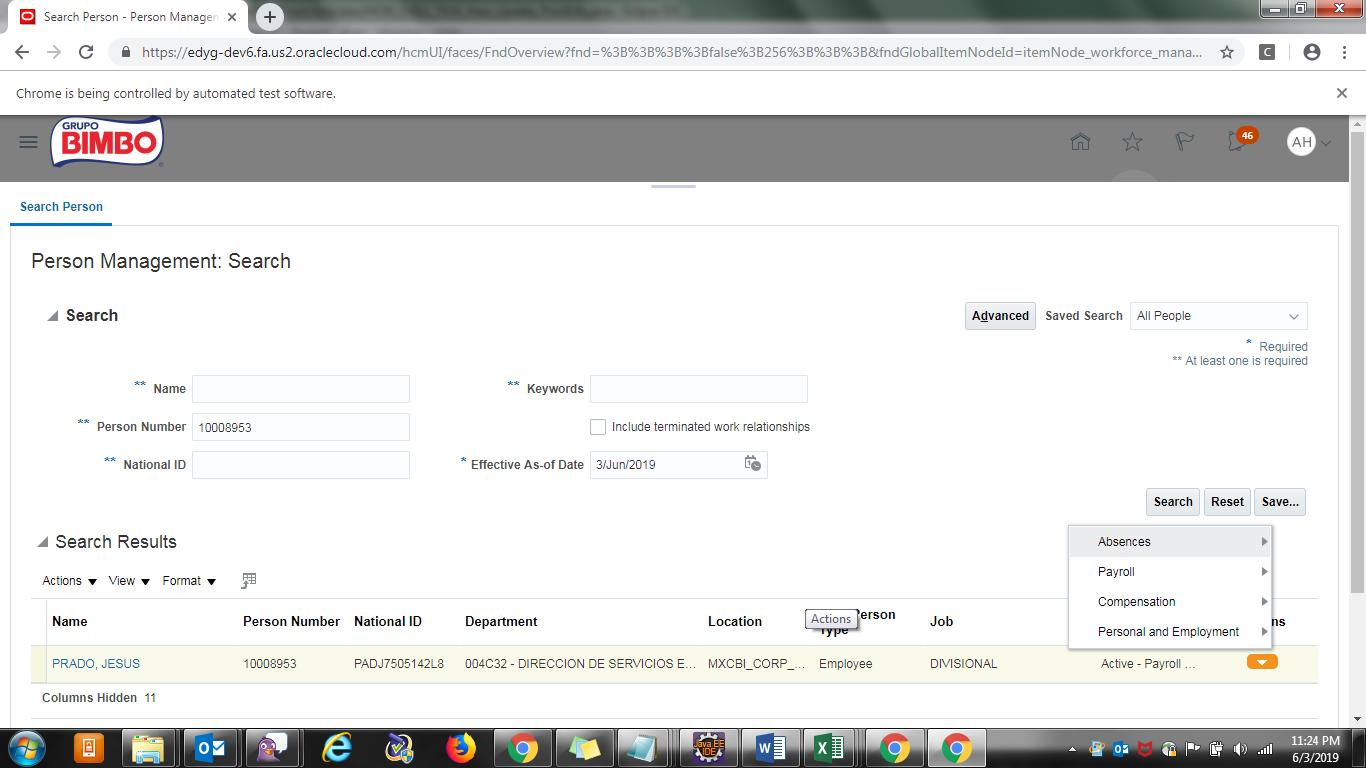 Search Person - Person Managem
https://edyg-dev6.fa.us2.oraclecloud.com/hcmUI/faces/FndOverview?fnd=%3B%3B%3B%3Bfalse%3B256%3B%3B%3B&fndGlobalItemNodeId=itemNode_workforce_mana...
C
Chrome is being controlled by automated test software.
GRUPO
BIMBO
46
AH
Search Person
Person Management: Search
Search
Advanced Saved Search All People
* Required
** At least one is required
** Name
** Keywords
** Person Number 10008953
Include terminated work relationships
** National ID
* Effective As-of Date 3/Jun/2019
Search Reset Save...
Search Results
Absences
Payroll
Compensation
Personal and Employment
Actions View Format
Name Person Number National ID Department Location Person Type Job
Actions
PRADO, JESUS 10008953 PADJ7505142L8 004C32 - DIRECCION DE SERVICIOS E... MXCBI_CORP_... Employee DIVISIONAL Active - Payroll ...
Columns Hidden 11
Java EE
IDE
11:24 PM
6/3/2019